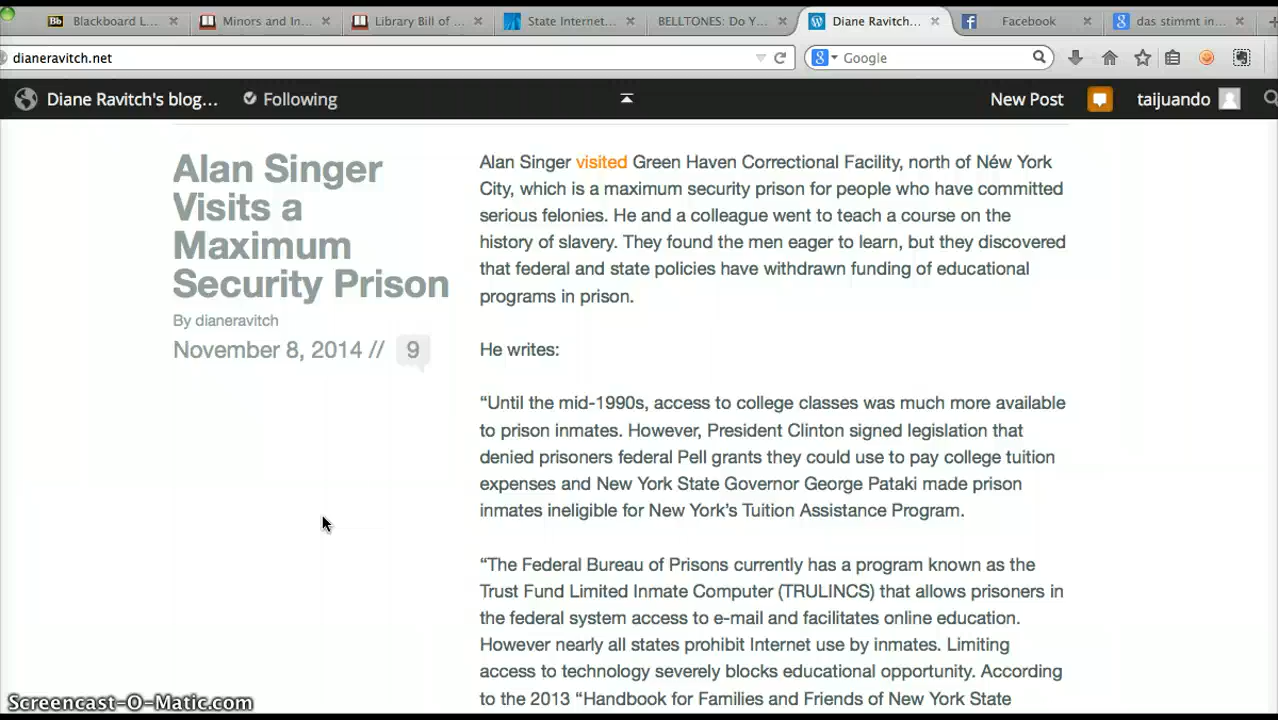 Blackboard L...
Minors and In...
Library Bill of ...
State Internet...
BELLTONES: Do Y...
Diane Ravitch...
Facebook
das stimmt in...
dianeravitch.net
Google
Diane Ravitch's blog...
Following
New Post
taijuando
Alan Singer
Visits a
Maximum
Security Prison
By dianeravitch
November 8, 2014 // 9
Alan Singer visited Green Haven Correctional Facility, north of Néw York
City, which is a maximum security prison for people who have committed
serious felonies. He and a colleague went to teach a course on the
history of slavery. They found the men eager to learn, but they discovered
that federal and state policies have withdrawn funding of educational
programs in prison.
He writes:
“Until the mid-1990s, access to college classes was much more available
to prison inmates. However, President Clinton signed legislation that
denied prisoners federal Pell grants they could use to pay college tuition
expenses and New York State Governor George Pataki made prison
inmates ineligible for New York’s Tuition Assistance Program.
“The Federal Bureau of Prisons currently has a program known as the
Trust Fund Limited Inmate Computer (TRULINCS) that allows prisoners in
the federal system access to e-mail and facilitates online education.
However nearly all states prohibit Internet use by inmates. Limiting
access to technology severely blocks educational opportunity. According
to the 2013 “Handbook for Families and Friends of New York State
Screencast-O-Matic.com